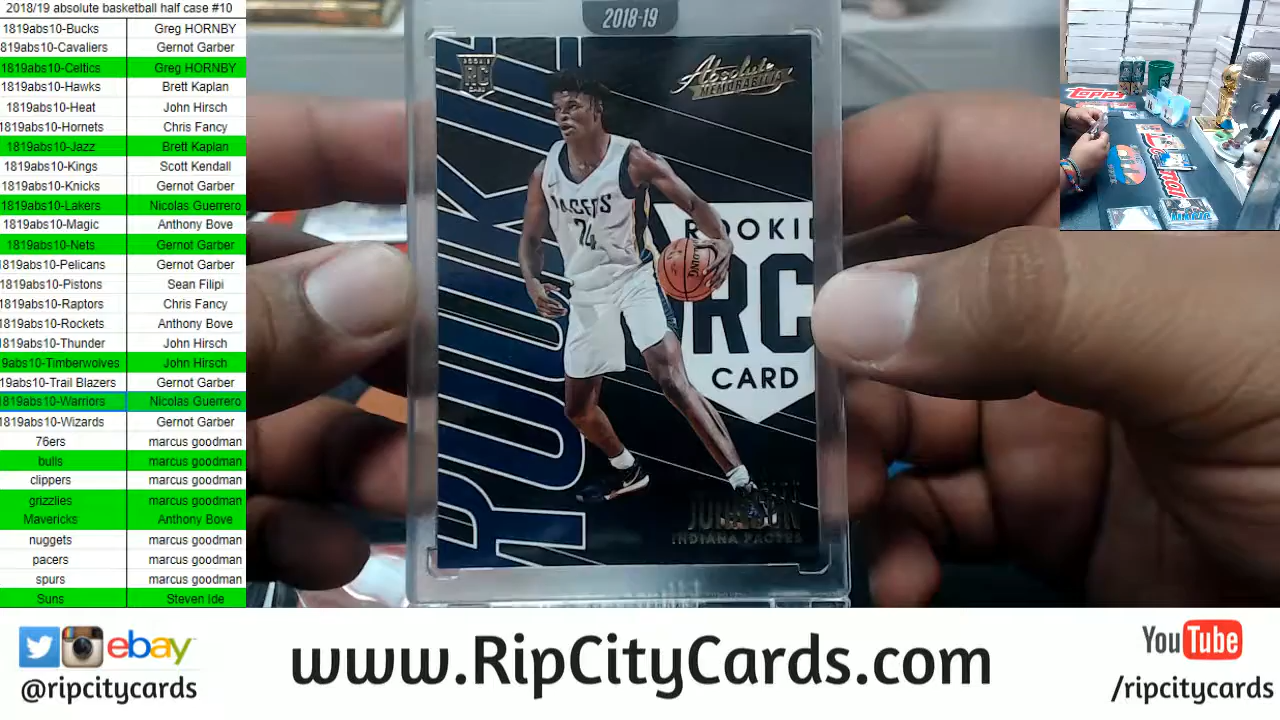 2018/19 absolute basketball half case #10
1819abs10-Bucks Greg HORNBY
1819abs10-Cavaliers Gernot Garber
1819abs10-Celtics Greg HORNBY
1819abs10-Hawks Brett Kaplan
1819abs10-Heat John Hirsch
1819abs10-Hornets Chris Fancy
1819abs10-Jazz Brett Kaplan
1819abs10-Kings Scott Kendall
1819abs10-Knicks Gernot Garber
1819abs10-Lakers Nicolas Guerrero
1819abs10-Magic Anthony Bove
1819abs10-Nets Gernot Garber
1819abs10-Pelicans Gernot Garber
1819abs10-Pistons Sean Filipi
1819abs10-Raptors Chris Fancy
1819abs10-Rockets Anthony Bove
1819abs10-Thunder John Hirsch
9abs10-Timberwolves John Hirsch
19abs10-Trail Blazers Gernot Garber
1819abs10-Warriors Nicolas Guerrero
1819abs10-Wizards Gernot Garber
76ers marcus goodman
bulls marcus goodman
clippers marcus goodman
grizzlies marcus goodman
Mavericks Anthony Bove
nuggets marcus goodman
pacers marcus goodman
spurs marcus goodman
Suns Steven Ide
2018-19
ROOKIE
RC
CARD
Absolute
MEMORABILIA
ROOKIE
PACERS
24
SPALDING
ROOKIE
RC
CARD
INDIANA PACERS
Topps
ebay
@ripcitycards
www.RipCityCards.com
YouTube
/ripcitycards